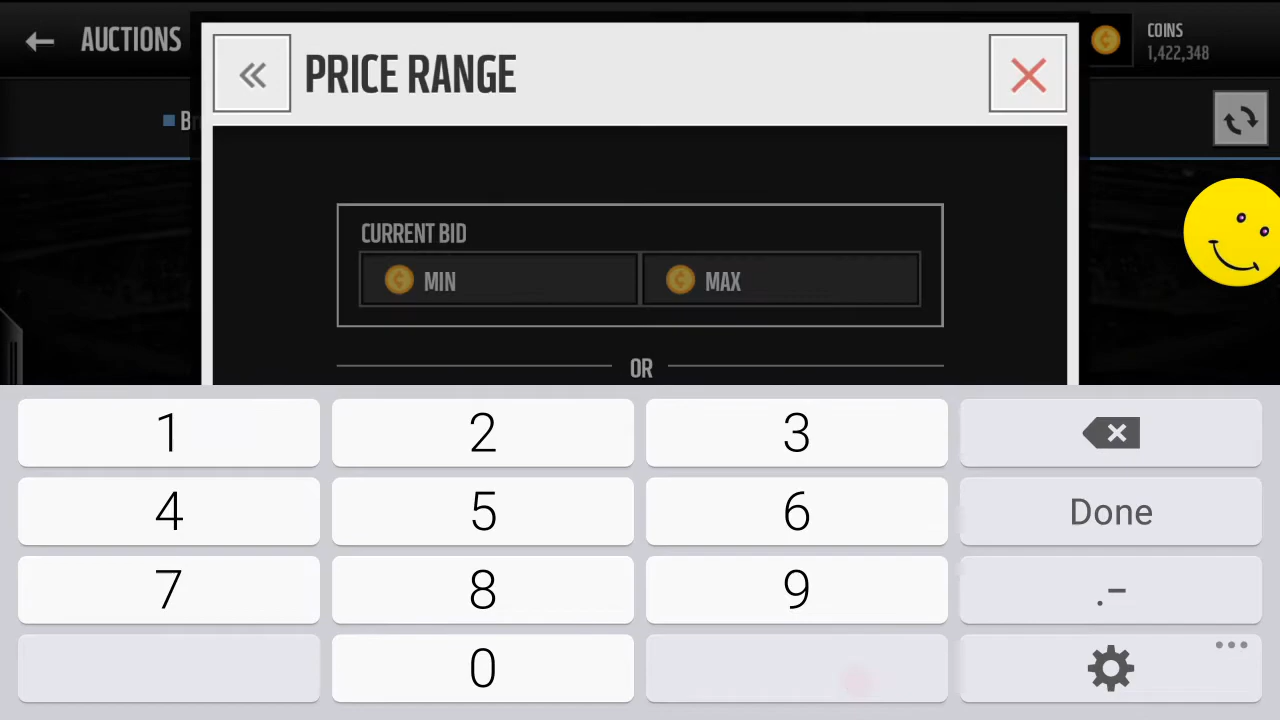 AUCTIONS
PRICE RANGE
COINS
1,422,348
CURRENT BID
MIN MAX
OR
1 2 3
4 5 6 Done
7 8 9 .-
0 ...